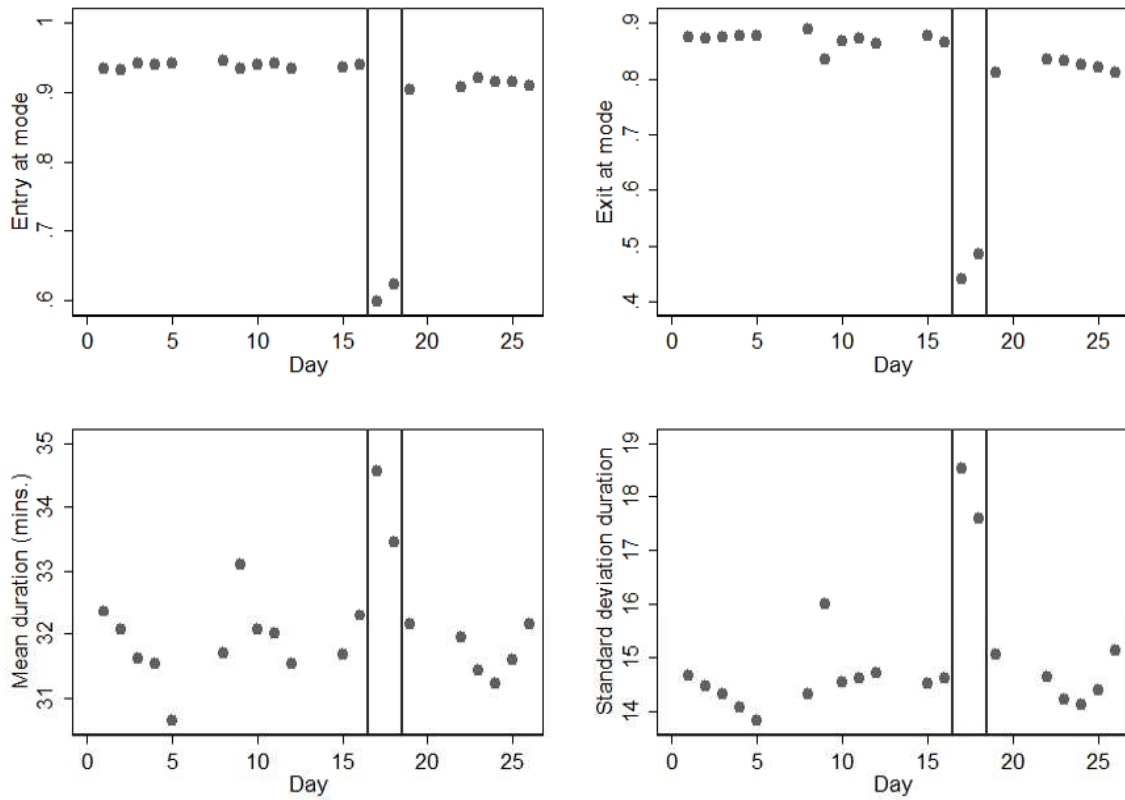 Entry at mode
1
.9
.8
.7
.6
0 5 10 15 20 25
Day
Exit at mode
.9
.8
.7
.6
.5
.4
0 5 10 15 20 25
Day
Mean duration (mins.)
35
34
33
32
31
0 5 10 15 20 25
Day
Standard deviation duration
19
18
17
16
15
14
0 5 10 15 20 25
Day